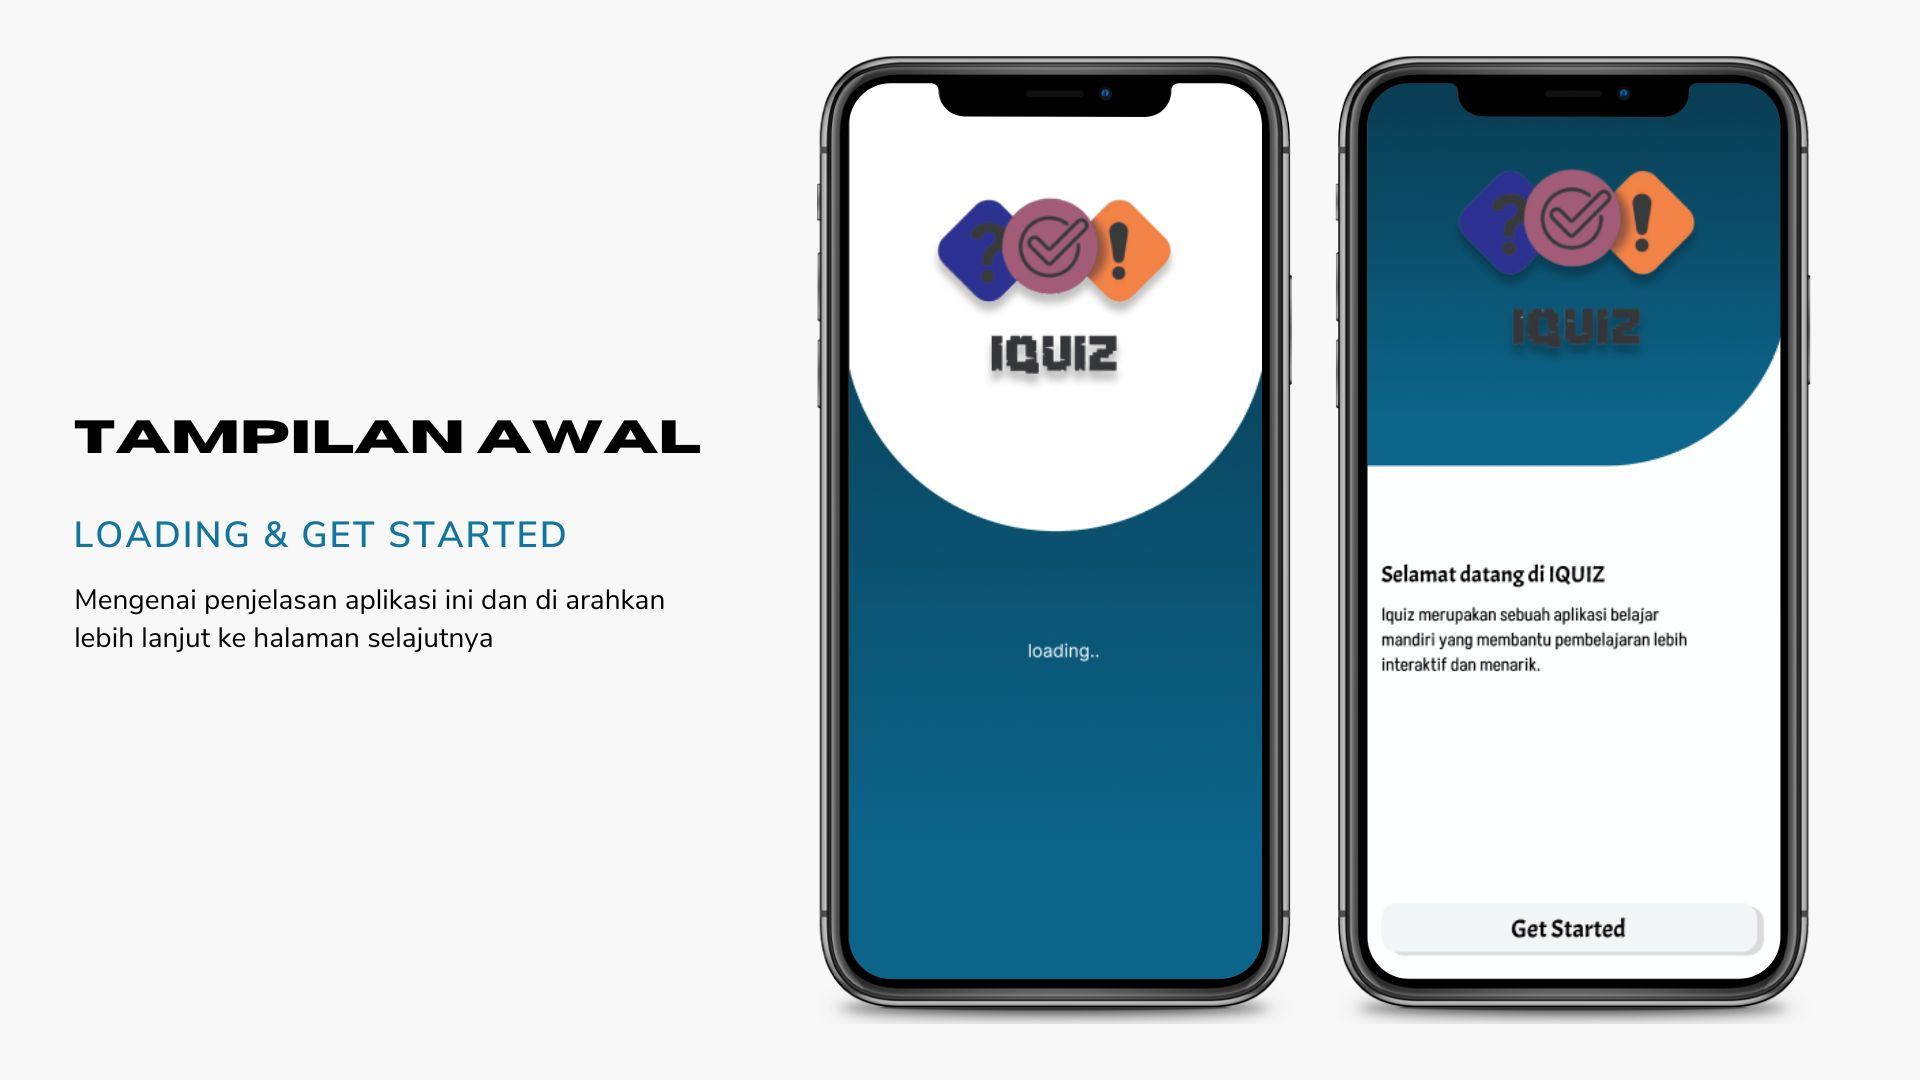 TAMPILAN AWAL
LOADING & GET STARTED
Mengenai penjelasan aplikasi ini dan di arahkan
lebih lanjut ke halaman selajutnya
?
!
IQUIZ
loading..
?
!
IQUIZ
Selamat datang di IQUIZ
Iquiz merupakan sebuah aplikasi belajar
mandiri yang membantu pembelajaran lebih
interaktif dan menarik.
Get Started